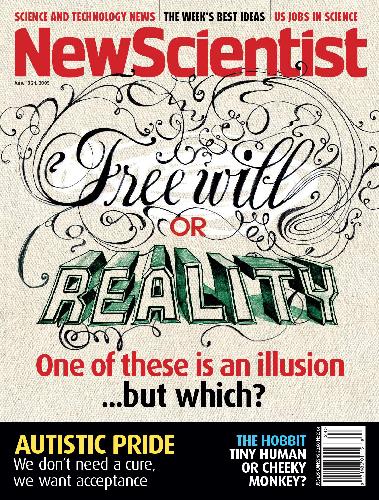 SCIENCE AND TECHNOLOGY NEWS | THE WEEK'S BEST IDEAS | US JOBS IN SCIENCE
NewScientist
Free will
OR
REALITY
One of these is an illusion
...but which?
AUTISTIC PRIDE
We don't need a cure,
we want acceptance
THE HOBBIT
TINY HUMAN
OR CHEEKY
MONKEY?